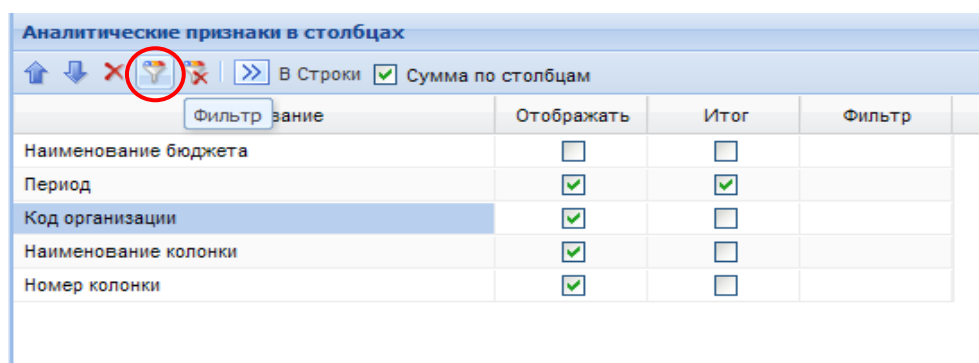 Аналитические признаки в столбцах
В Строки Сумма по столбцам
Фильтр вание Отображать Итог Фильтр
Наименование бюджета
Период
Код организации
Наименование колонки
Номер колонки